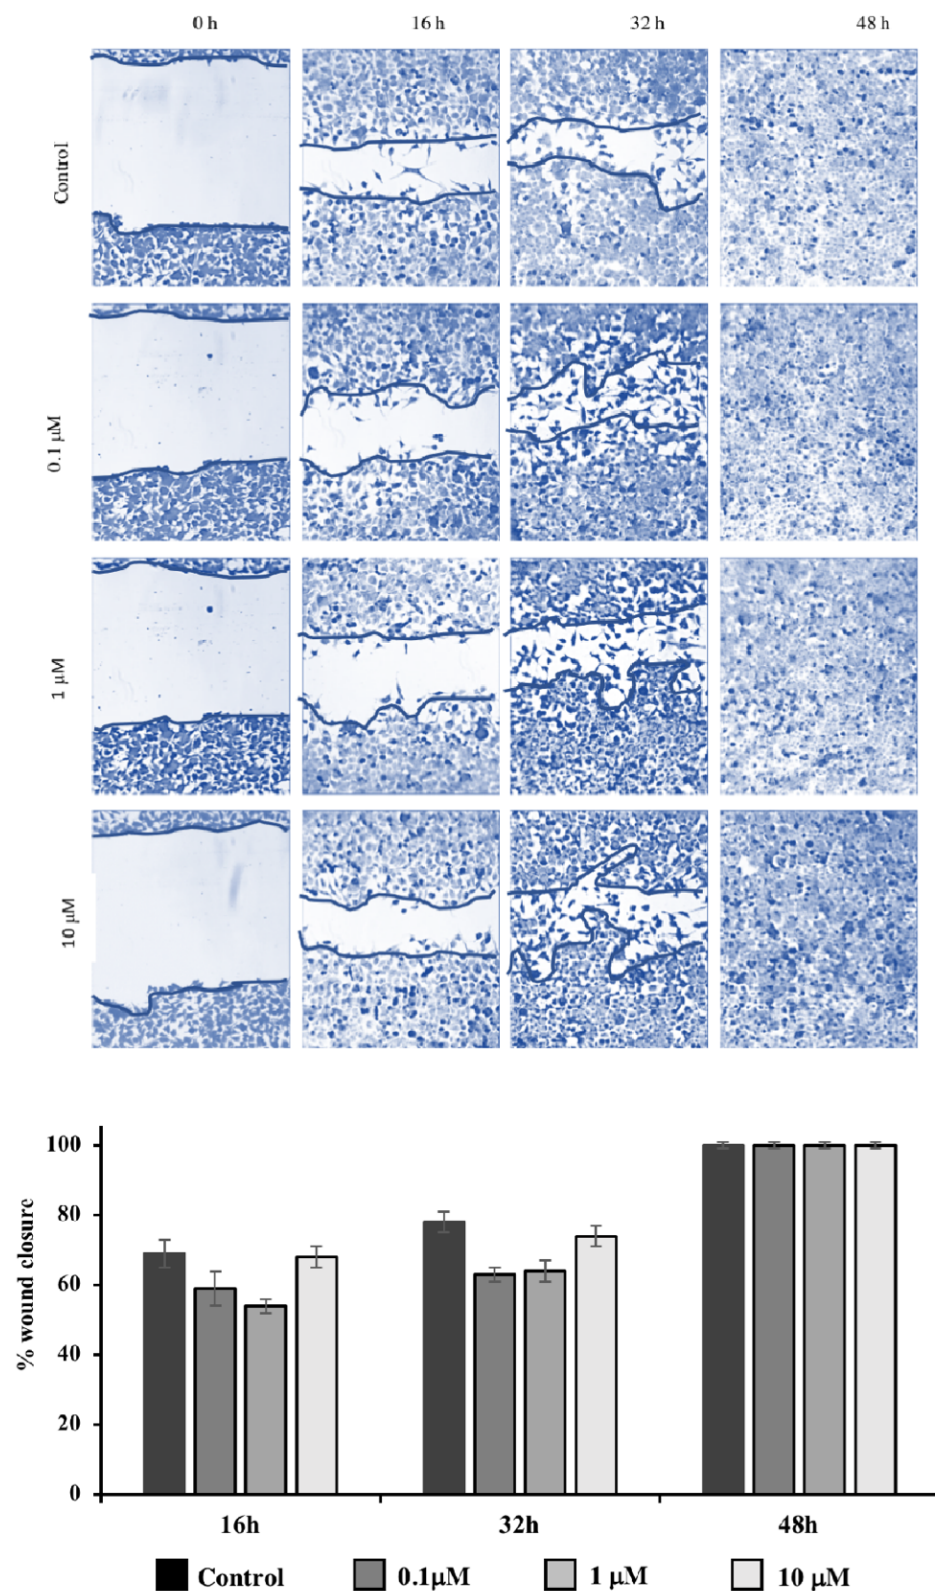 0 h 16 h 32 h 48 h
Control
0.1 μM
1 μM
10 μM
100
80
60
40
20
0
% wound closure
16h 32h 48h
Control 0.1μM 1 μM 10 μM